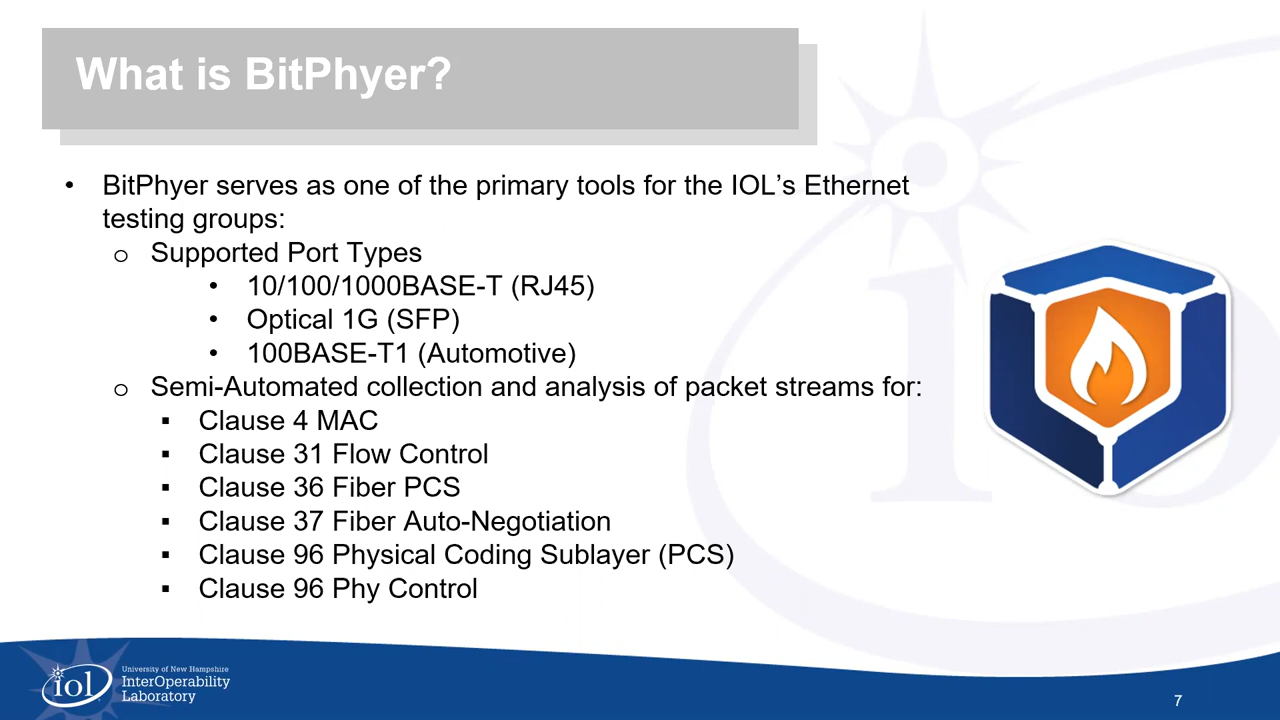 What is BitPhyer?
• BitPhyer serves as one of the primary tools for the IOL’s Ethernet
testing groups:
o Supported Port Types
• 10/100/1000BASE-T (RJ45)
• Optical 1G (SFP)
• 100BASE-T1 (Automotive)
o Semi-Automated collection and analysis of packet streams for:
▪ Clause 4 MAC
▪ Clause 31 Flow Control
▪ Clause 36 Fiber PCS
▪ Clause 37 Fiber Auto-Negotiation
▪ Clause 96 Physical Coding Sublayer (PCS)
▪ Clause 96 Phy Control
iol
University of New Hampshire
InterOperability
Laboratory
7